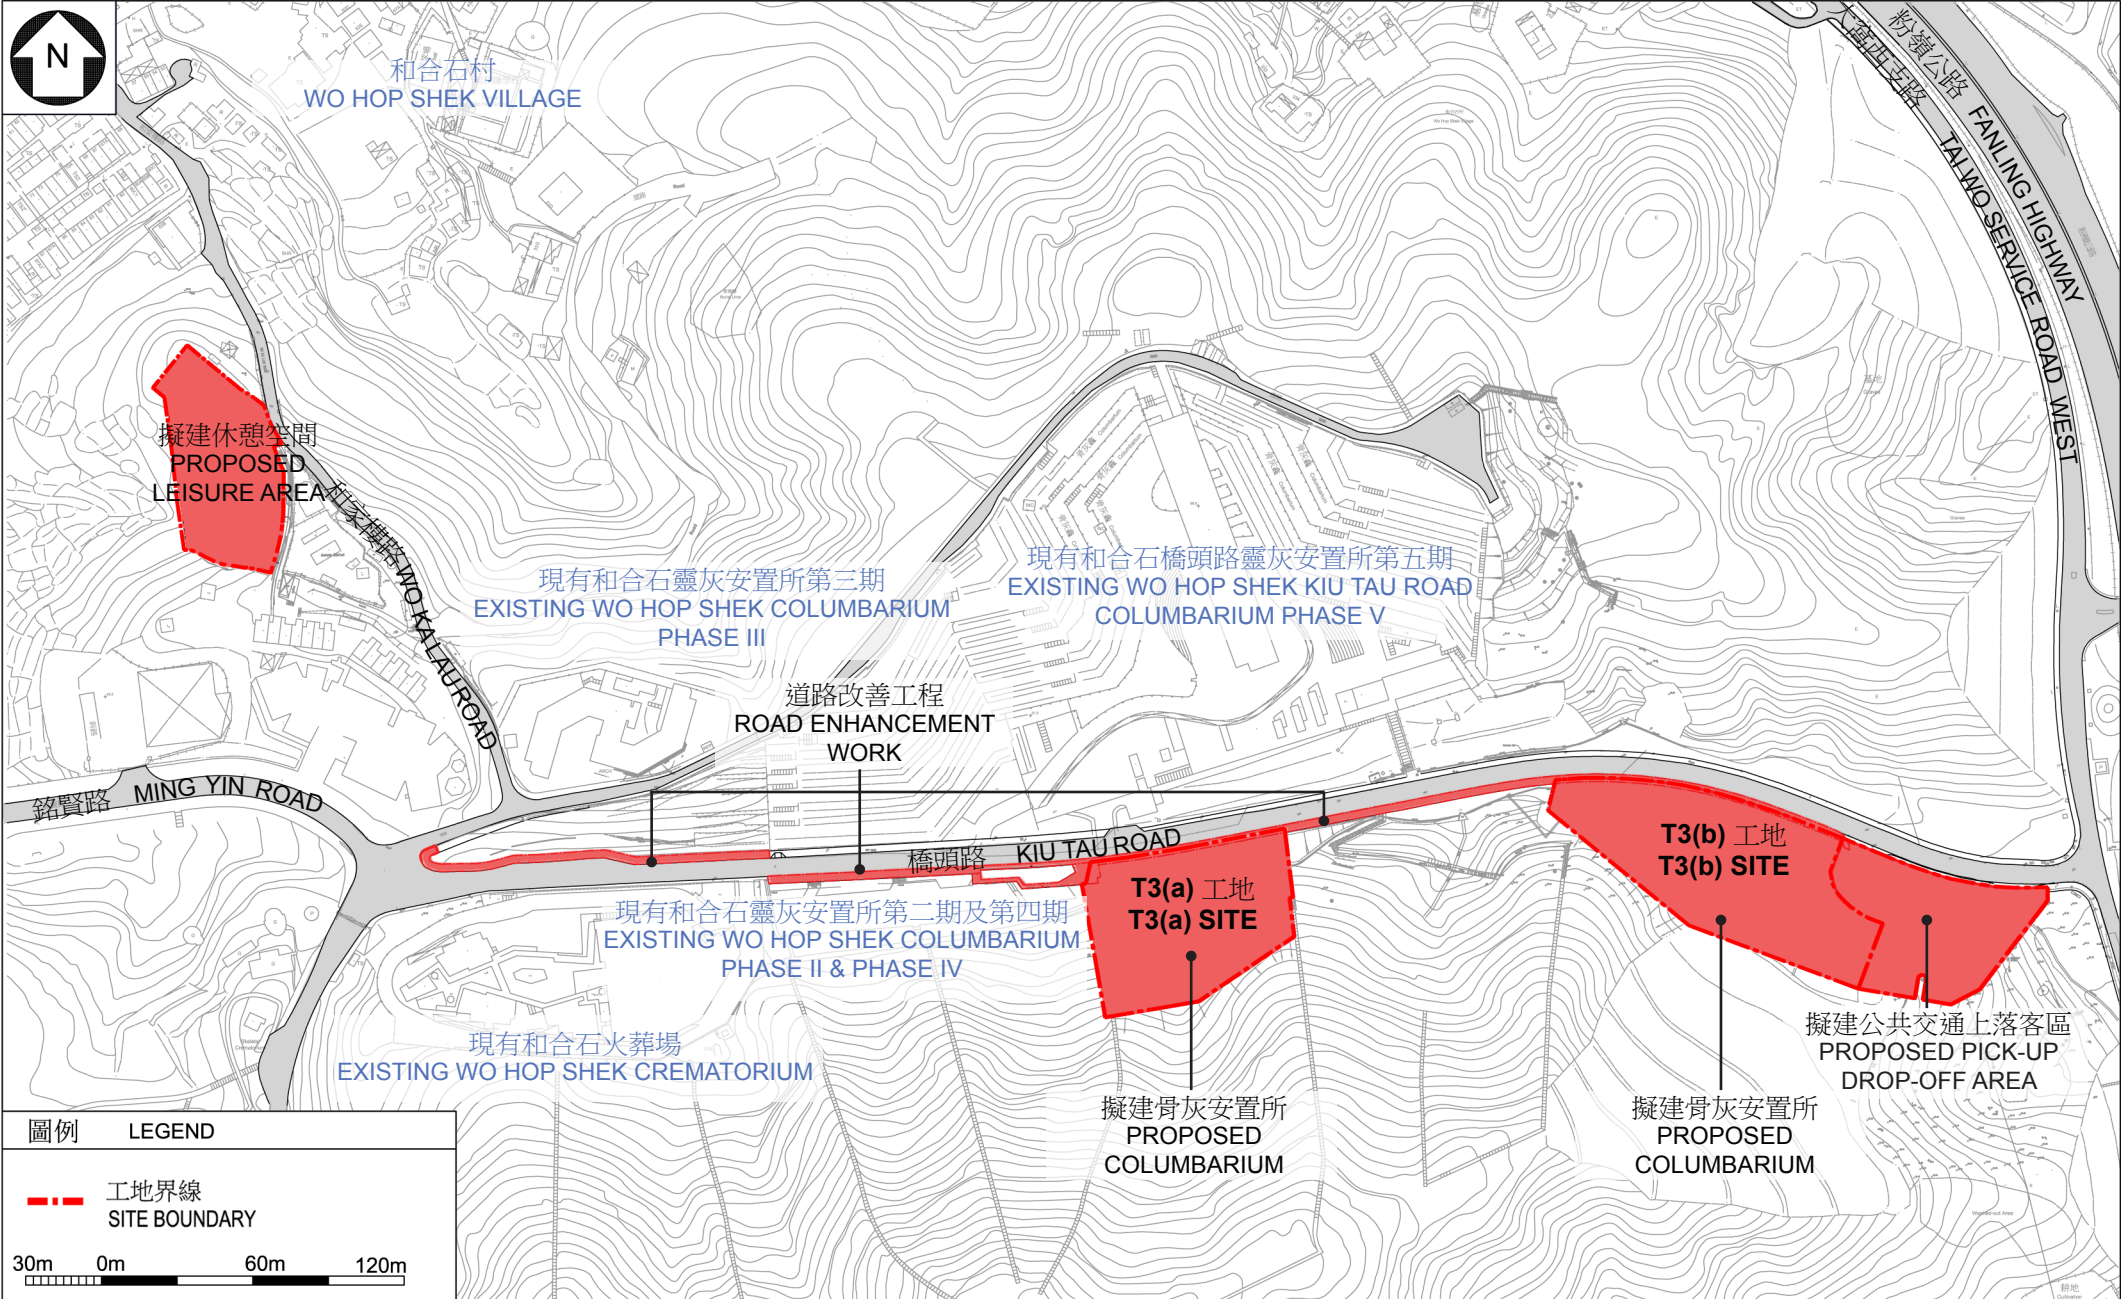 N
和合石村
WO HOP SHEK VILLAGE
粉嶺公路 FANLING HIGHWAY
大窩西支路 TAI WO SERVICE ROAD WEST
擬建休憩空間
PROPOSED
LEISURE AREA
和家樓路 WO KA LAU ROAD
現有和合石靈灰安置所第三期
EXISTING WO HOP SHEK COLUMBARIUM
PHASE III
現有和合石橋頭路靈灰安置所第五期
EXISTING WO HOP SHEK KIU TAU ROAD
COLUMBARIUM PHASE V
道路改善工程
ROAD ENHANCEMENT
WORK
銘賢路 MING YIN ROAD
橋頭路 KIU TAU ROAD
T3(a) 工地
T3(a) SITE
T3(b) 工地
T3(b) SITE
現有和合石靈灰安置所第二期及第四期
EXISTING WO HOP SHEK COLUMBARIUM
PHASE II & PHASE IV
現有和合石火葬場
EXISTING WO HOP SHEK CREMATORIUM
擬建公共交通上落客區
PROPOSED PICK-UP
DROP-OFF AREA
擬建骨灰安置所
PROPOSED
COLUMBARIUM
擬建骨灰安置所
PROPOSED
COLUMBARIUM
圖例 LEGEND
工地界線
SITE BOUNDARY
30m 0m 60m 120m